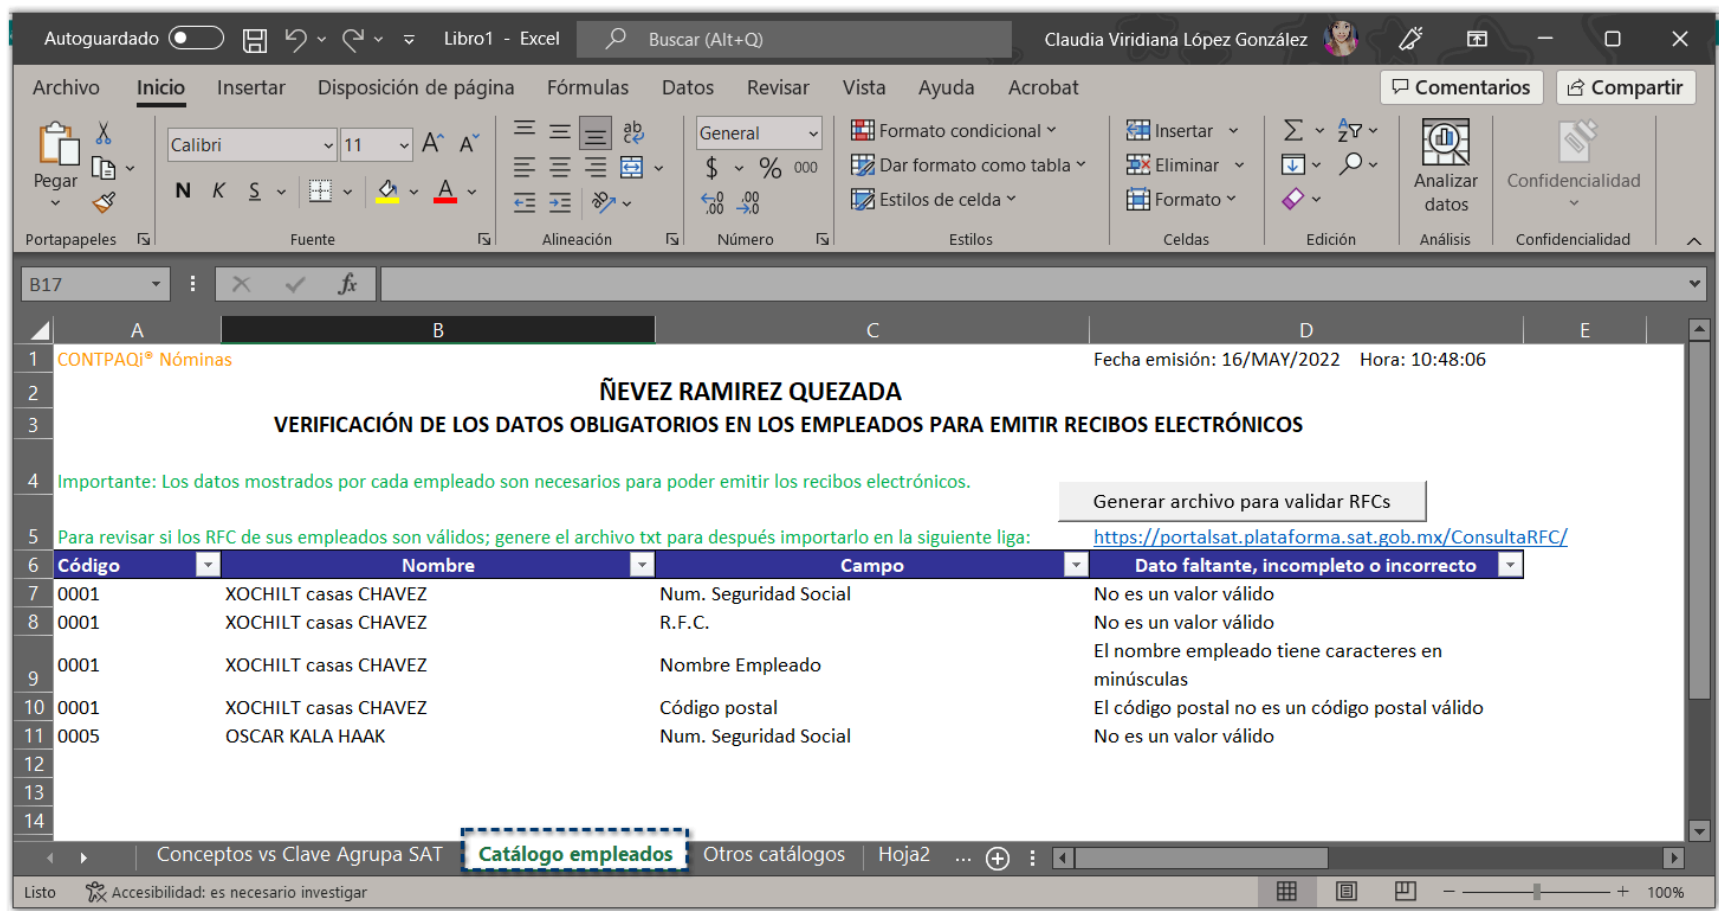 Autoguardado
Libro1 - Excel
Buscar (Alt+Q)
Claudia Viridiana López González
Archivo Inicio Insertar Disposición de página Fórmulas Datos Revisar Vista Ayuda Acrobat
Comentarios Compartir
Pegar
Portapapeles
Calibri 11
N K S
Fuente
Alineación
General
$ % 000
Número
Formato condicional
Dar formato como tabla
Estilos de celda
Estilos
Insertar
Eliminar
Formato
Celdas
Edición
Analizar
datos
Análisis
Confidencialidad
Confidencialidad
B17 fx
A B C D E
1 CONTPAQi® Nóminas Fecha emisión: 16/MAY/2022 Hora: 10:48:06
2 ÑEVEZ RAMIREZ QUEZADA
3 VERIFICACIÓN DE LOS DATOS OBLIGATORIOS EN LOS EMPLEADOS PARA EMITIR RECIBOS ELECTRÓNICOS
4 Importante: Los datos mostrados por cada empleado son necesarios para poder emitir los recibos electrónicos.
Generar archivo para validar RFCs
5 Para revisar si los RFC de sus empleados son válidos; genere el archivo txt para después importarlo en la siguiente liga: https://portalsat.plataforma.sat.gob.mx/ConsultaRFC/
6 Código Nombre Campo Dato faltante, incompleto o incorrecto
7 0001 XOCHILT casas CHAVEZ Num. Seguridad Social No es un valor válido
8 0001 XOCHILT casas CHAVEZ R.F.C. No es un valor válido
9 0001 XOCHILT casas CHAVEZ Nombre Empleado El nombre empleado tiene caracteres en
minúsculas
10 0001 XOCHILT casas CHAVEZ Código postal El código postal no es un código postal válido
11 0005 OSCAR KALA HAAK Num. Seguridad Social No es un valor válido
12
13
14
Conceptos vs Clave Agrupa SAT Catálogo empleados Otros catálogos Hoja2 ...
Listo Accesibilidad: es necesario investigar 100%